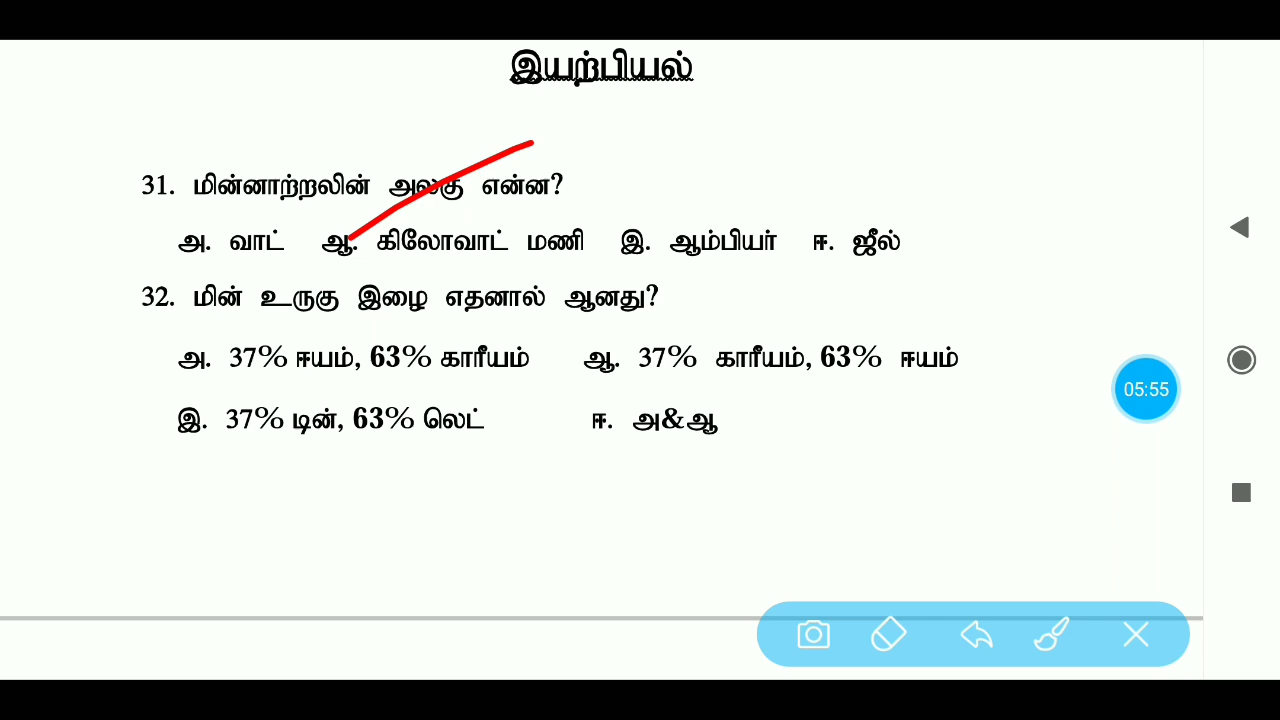 இயற்பியல்
31. மின்னாற்றலின் அலகு என்ன?
அ. வாட் ஆ. கிலோவாட் மணி இ. ஆம்பியர் ஈ. ஜீல்
32. மின் உருகு இழை எதனால் ஆனது?
அ. 37% ஈயம், 63% காரீயம் ஆ. 37% காரீயம், 63% ஈயம்
05:55
இ. 37% டின், 63% லெட் ஈ. அ&ஆ